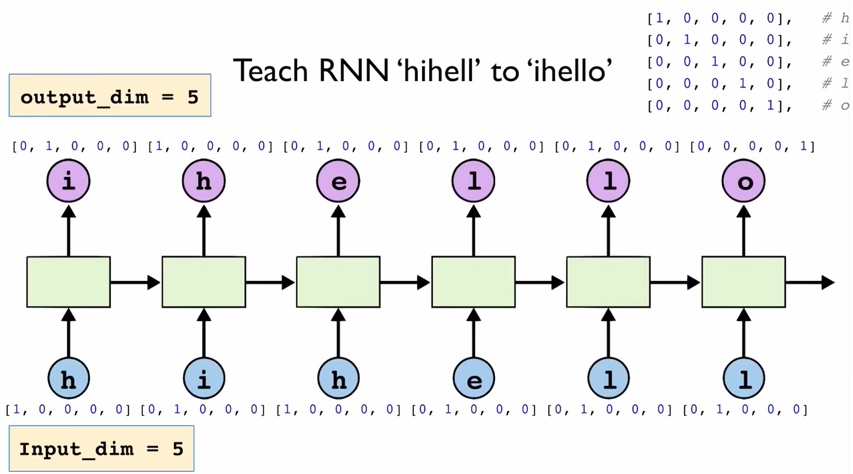 [1, 0, 0, 0, 0], # h
[0, 1, 0, 0, 0], # i
[0, 0, 1, 0, 0], # e
[0, 0, 0, 1, 0], # l
[0, 0, 0, 0, 1], # o
Teach RNN ‘hihell’ to ‘ihello’
output_dim = 5
[0, 1, 0, 0, 0] [1, 0, 0, 0, 0] [0, 1, 0, 0, 0] [0, 1, 0, 0, 0] [0, 1, 0, 0, 0] [0, 0, 0, 0, 1]
i h e l l o
h i h e l l
[1, 0, 0, 0, 0] [0, 1, 0, 0, 0] [1, 0, 0, 0, 0] [0, 1, 0, 0, 0] [0, 1, 0, 0, 0] [0, 1, 0, 0, 0]
Input_dim = 5